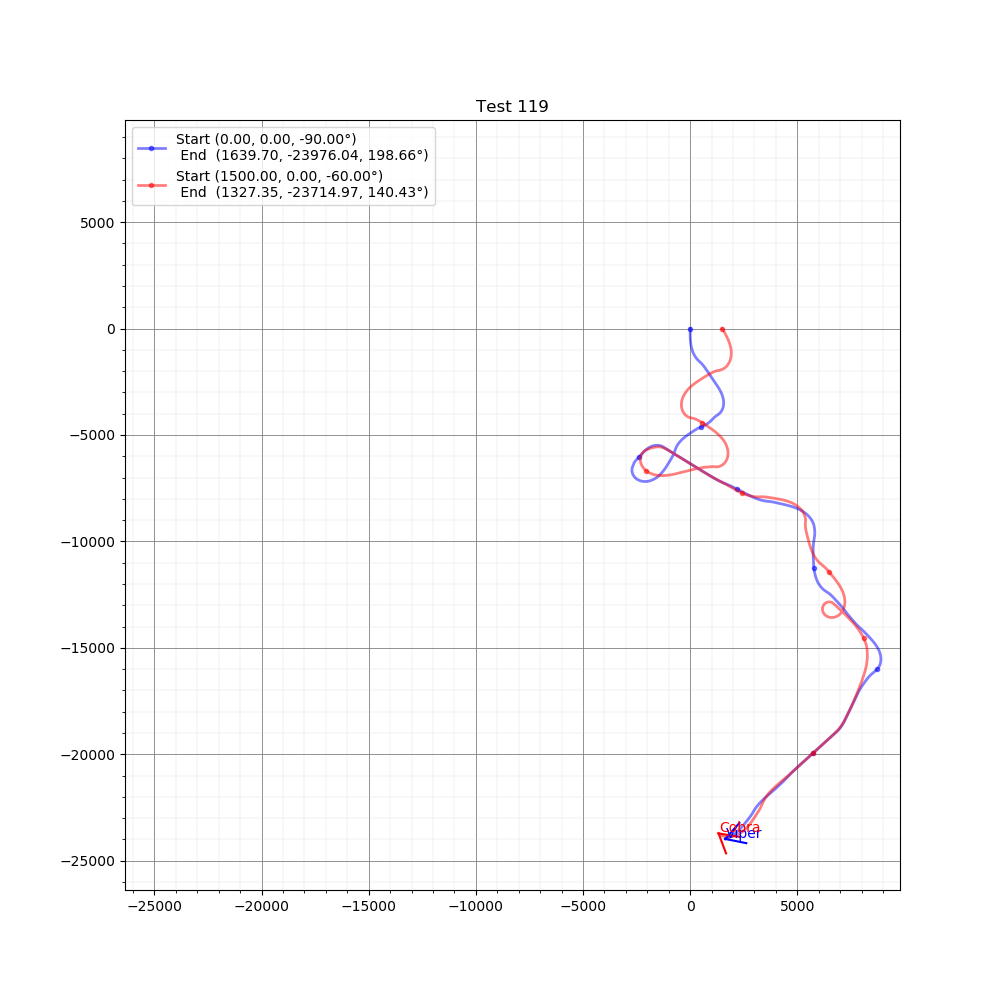 Test 119
Start (0.00, 0.00, -90.00°)
End (1639.70, -23976.04, 198.66°)
Start (1500.00, 0.00, -60.00°)
End (1327.35, -23714.97, 140.43°)
5000
0
−5000
−10000
−15000
−20000
−25000
Cobra
Viper
−25000 −20000 −15000 −10000 −5000 0 5000